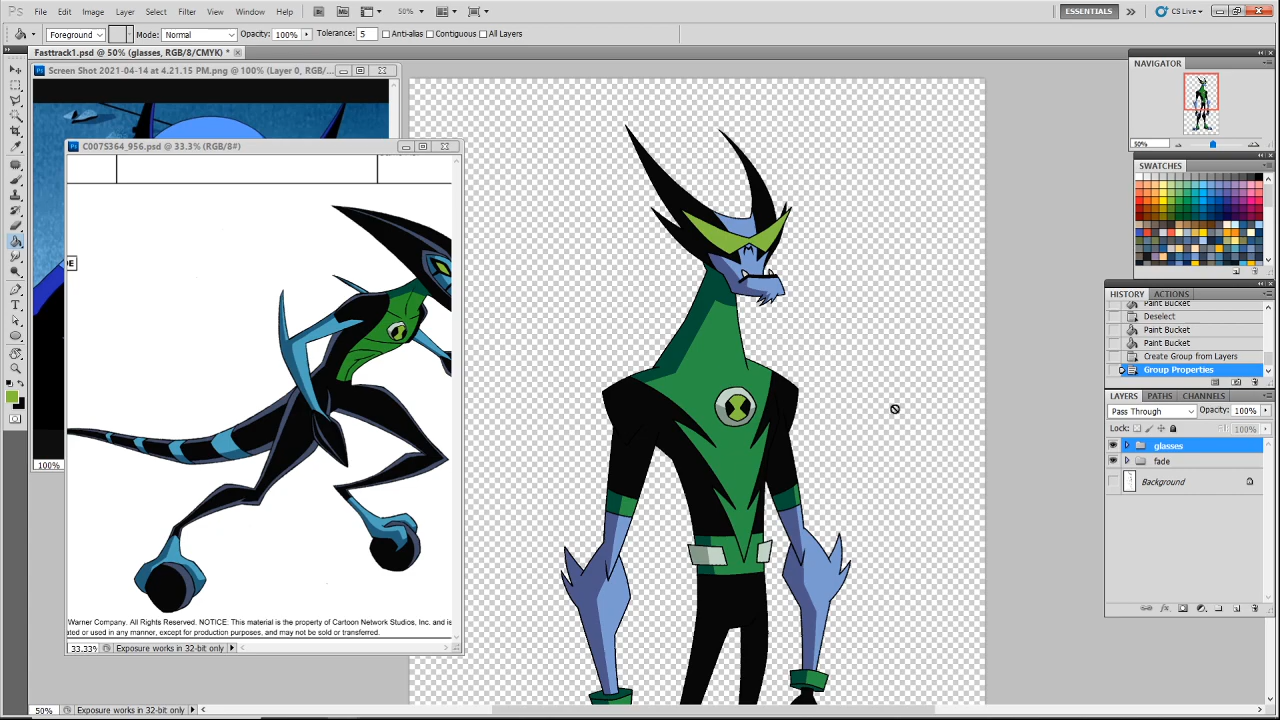 File Edit Image Layer Select Filter Analysis 3D View Window Help Br Mb 50% ESSENTIALS CS Live
Foreground Mode: Normal Opacity: 100% Tolerance: 5 Anti-alias Contiguous All Layers
Fasttrack1.psd @ 50% (glasses, RGB/8/CMYK) *
Screen Shot 2021-04-14 at 4.21.15 PM.png @ 100% (Layer 0, RGB/...
C007S364_956.psd @ 33.3% (RGB/8#)
DE
Warner Company. All Rights Reserved. NOTICE. This material is the property of Cartoon Network Studios, Inc. and is
ated or used in any manner, except for production purposes, and may not be sold or transferred.
33.33% Exposure works in 32-bit only
100%
50% Exposure works in 32-bit only
NAVIGATOR
50%
SWATCHES
HISTORY ACTIONS
Paint Bucket
Deselect
Paint Bucket
Paint Bucket
Create Group from Layers
Group Properties
LAYERS PATHS CHANNELS
Pass Through Opacity: 100%
Lock: Fill: 100%
glasses
fade
Background